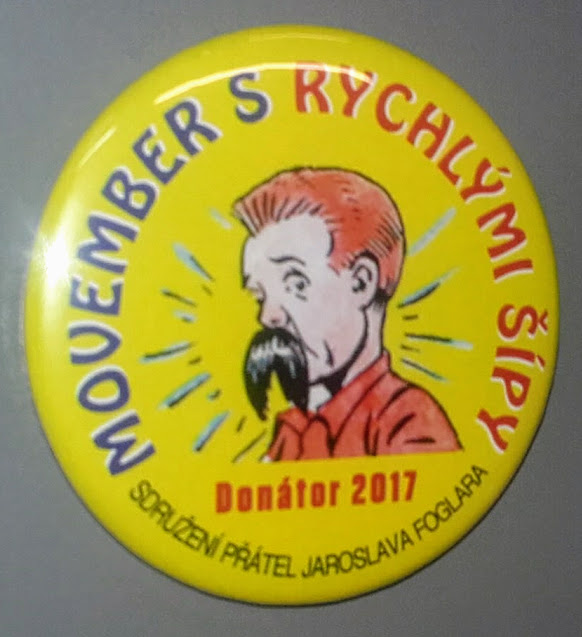 MOVEMBER S RYCHLÝMI ŠÍPY
Donátor 2017
SDRUŽENÍ PŘÁTEL JAROSLAVA FOGLARA